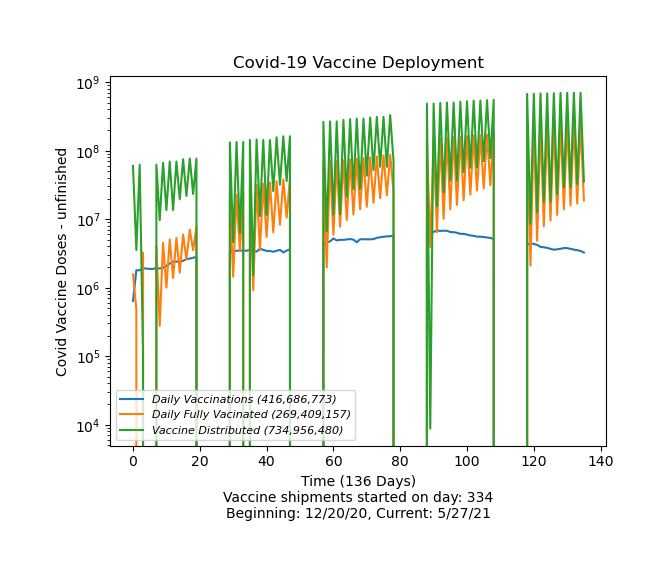 Covid-19 Vaccine Deployment
Covid Vaccine Doses - unfinished
10⁹
10⁸
10⁷
10⁶
10⁵
10⁴
Daily Vaccinations (416,686,773)
Daily Fully Vacinated (269,409,157)
Vaccine Distributed (734,956,480)
0 20 40 60 80 100 120 140
Time (136 Days)
Vaccine shipments started on day: 334
Beginning: 12/20/20, Current: 5/27/21